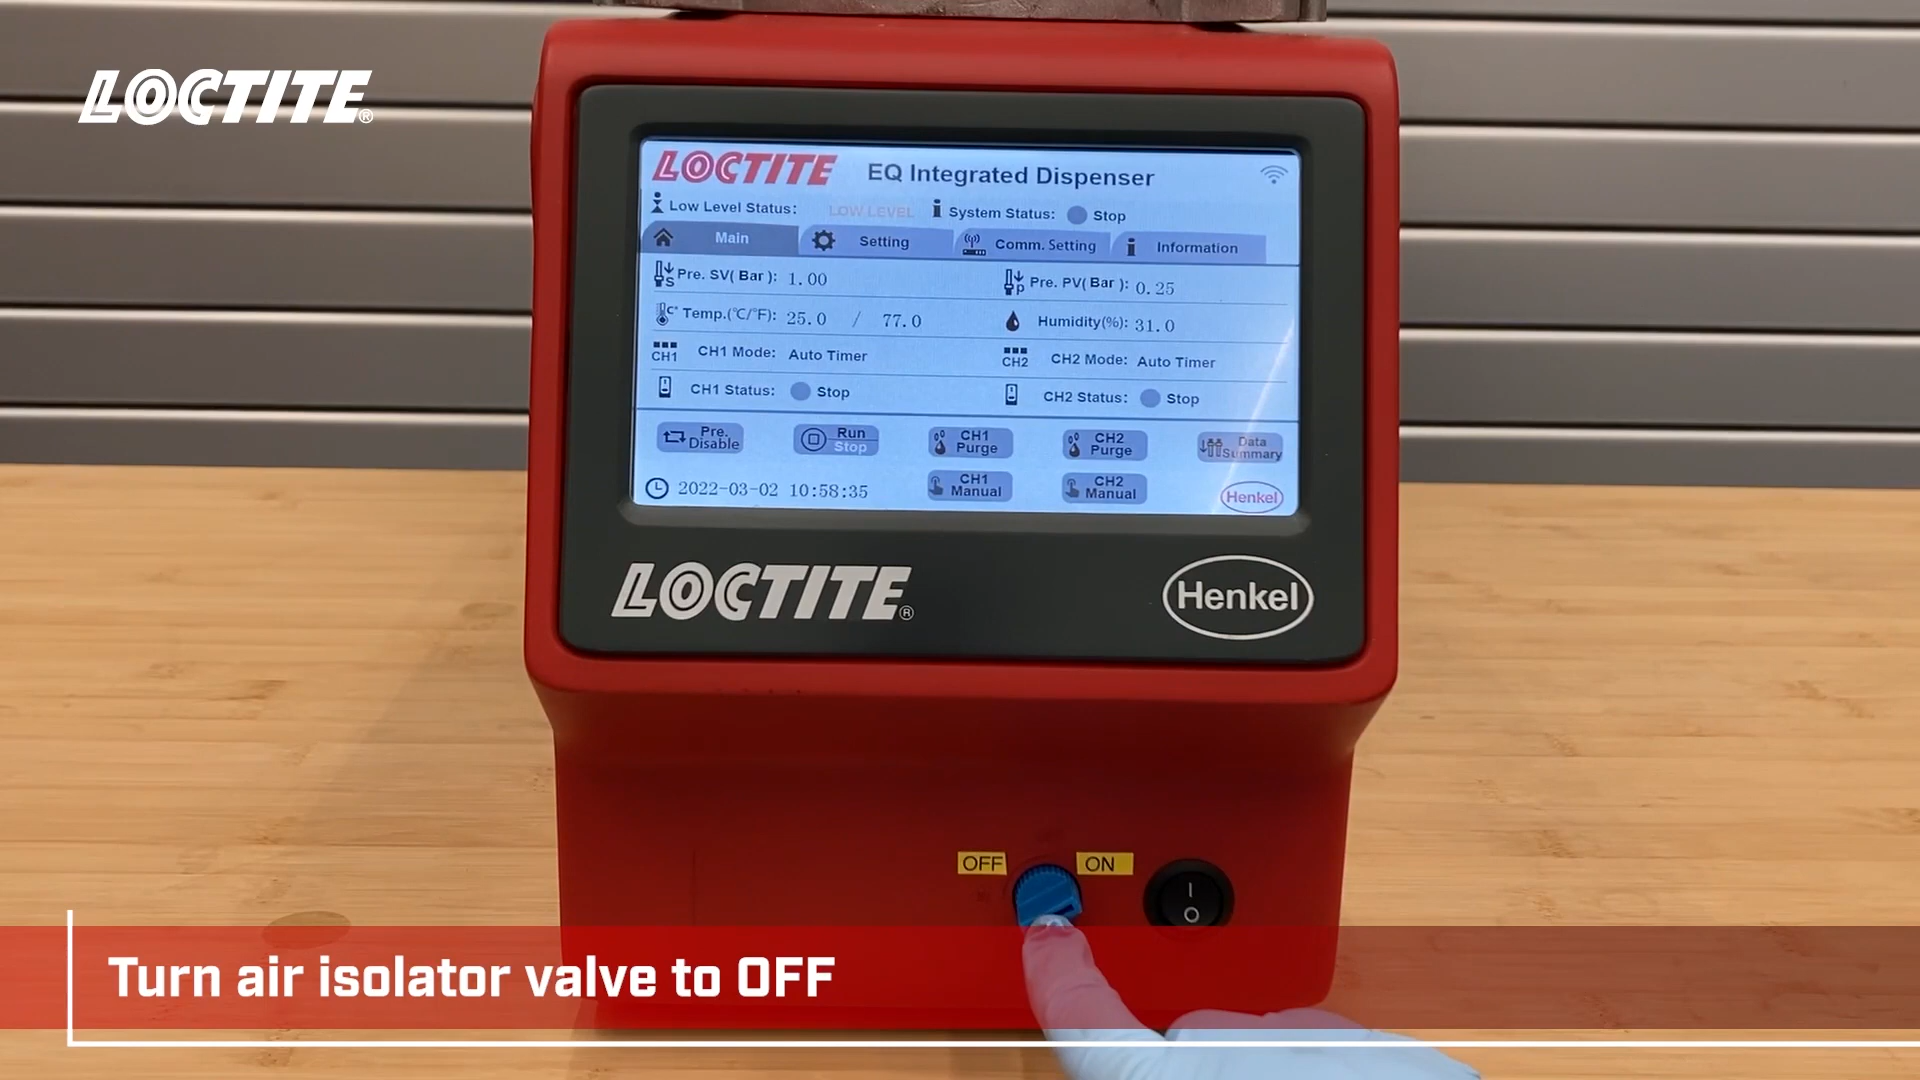 LOCTITE®
LOCTITE EQ Integrated Dispenser
Low Level Status: LOW LEVEL System Status: Stop
Main Setting Comm. Setting Information
Pre. SV( Bar ): 1.00 Pre. PV( Bar ): 0.25
Temp.(℃/℉): 25.0 / 77.0 Humidity(%): 31.0
CH1 CH1 Mode: Auto Timer CH2 CH2 Mode: Auto Timer
CH1 Status: Stop CH2 Status: Stop
Pre. Disable Run Stop CH1 Purge CH2 Purge Data Summary
2022-03-02 10:58:35 CH1 Manual CH2 Manual Henkel
LOCTITE® Henkel
OFF ON
Turn air isolator valve to OFF